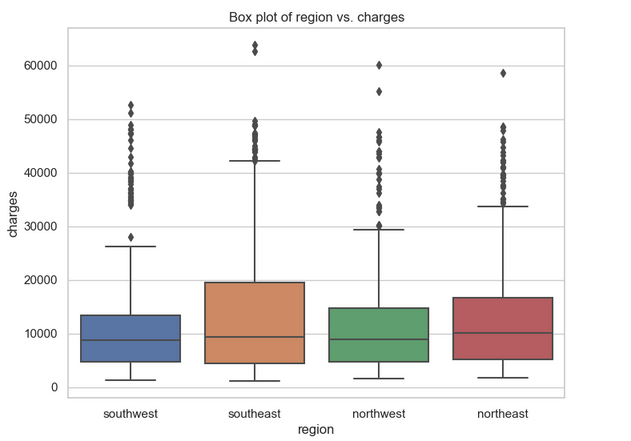 Box plot of region vs. charges
60000
50000
40000
30000
20000
10000
0
charges
southwest southeast northwest northeast
region